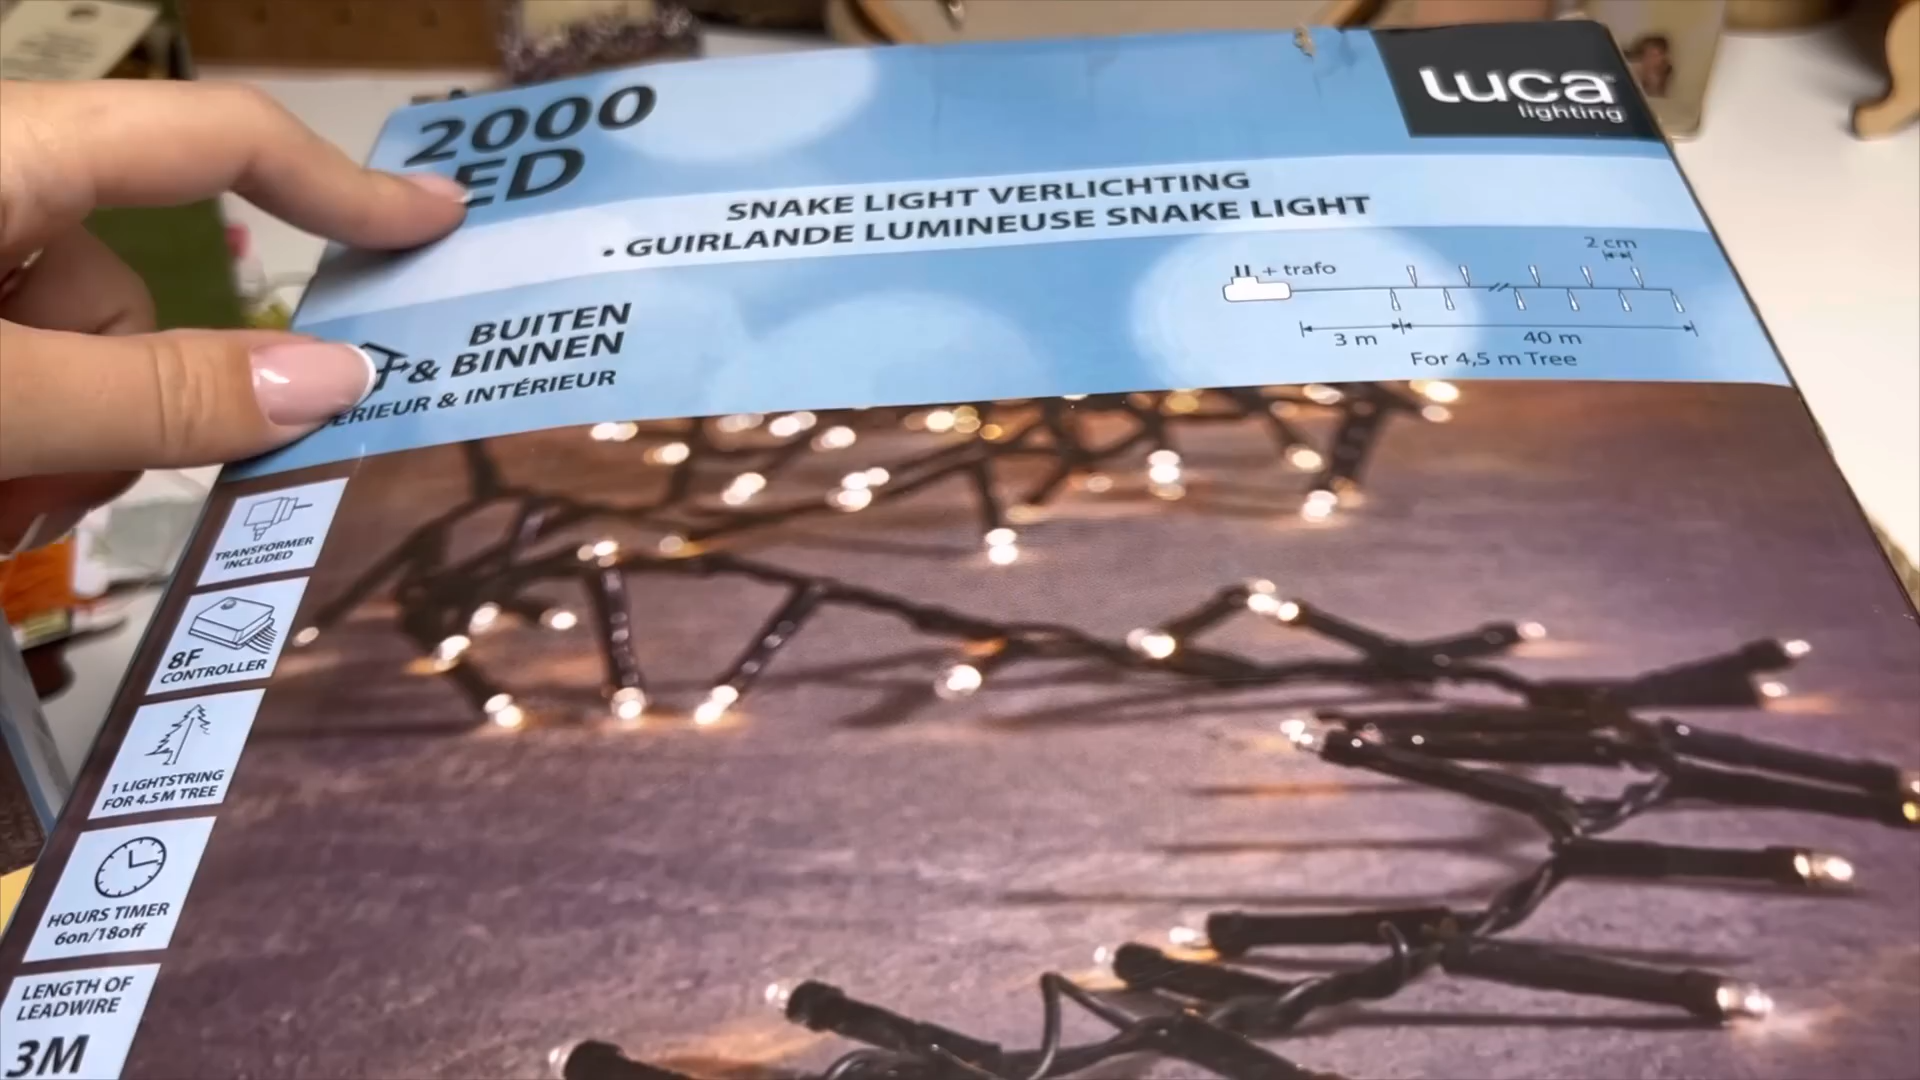 2000
LED
luca
lighting
SNAKE LIGHT VERLICHTING
• GUIRLANDE LUMINEUSE SNAKE LIGHT
2 cm
+ trafo
3 m
40 m
For 4,5 m Tree
BUITEN
& BINNEN
ÉRIEUR & INTÉRIEUR
TRANSFORMER
INCLUDED
8F
CONTROLLER
1 LIGHTSTRING
FOR 4.5M TREE
HOURS TIMER
6on/18off
LENGTH OF
LEADWIRE
3M